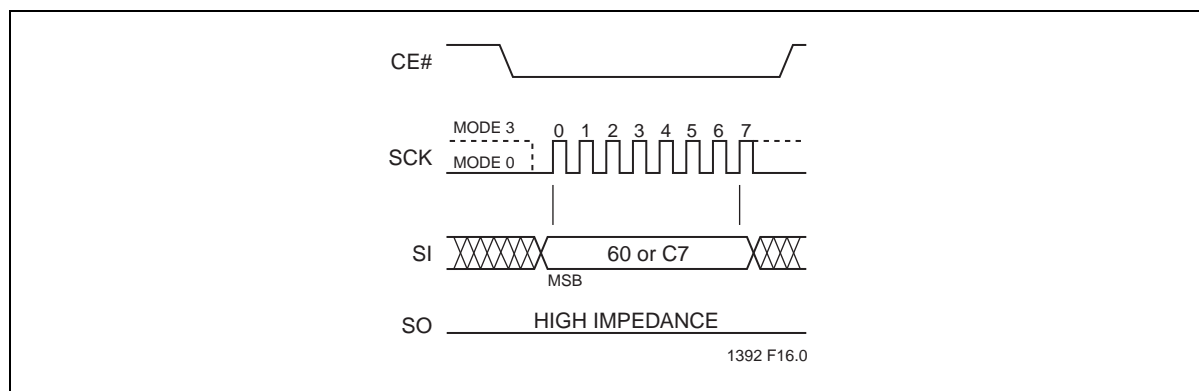 CE#
MODE 3
0 1 2 3 4 5 6 7
SCK
MODE 0
SI
60 or C7
MSB
SO
HIGH IMPEDANCE
1392 F16.0